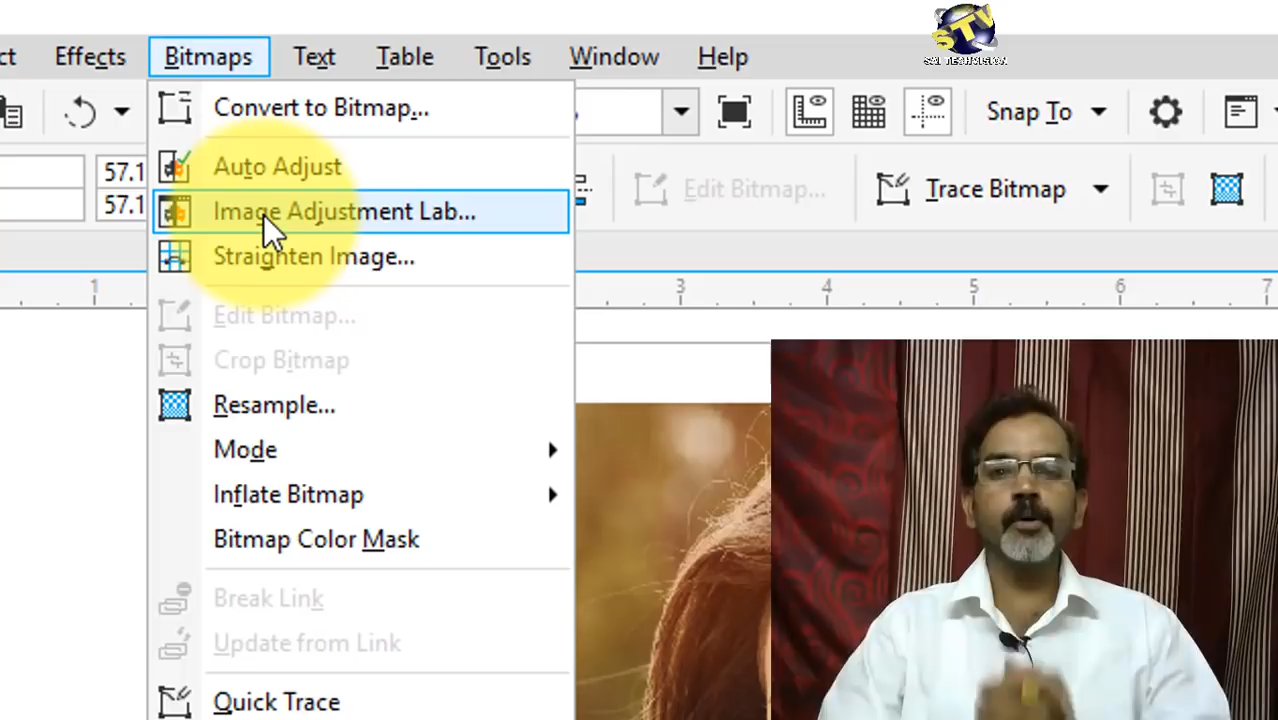 STV
SAI TECHVISION
ct Effects Bitmaps Text Table Tools Window Help
Convert to Bitmap...
Snap To
Auto Adjust
57.1
57.1
Edit Bitmap...
Trace Bitmap
Image Adjustment Lab...
Straighten Image...
1 3 4 5 6 7
Edit Bitmap...
Crop Bitmap
Resample...
Mode
Inflate Bitmap
Bitmap Color Mask
Break Link
Update from Link
Quick Trace